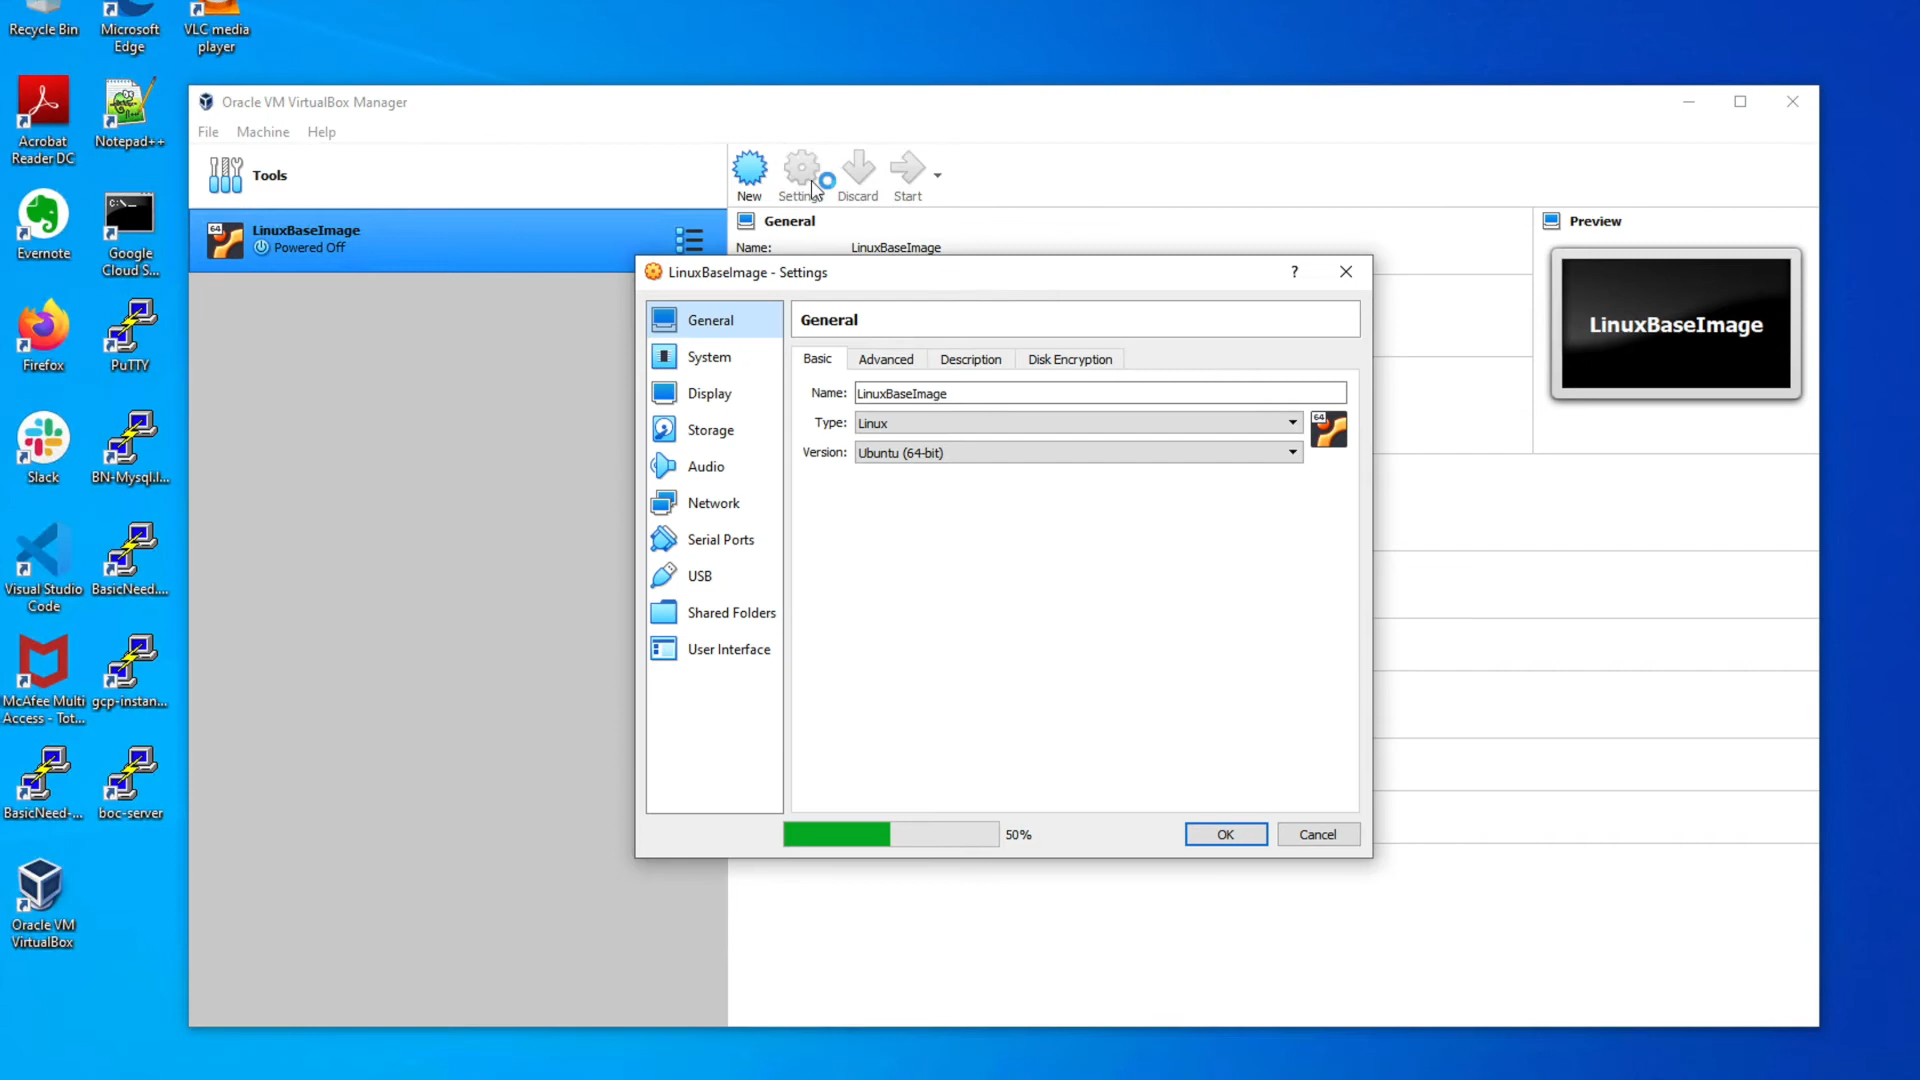 Recycle Bin
Microsoft
Edge
VLC media
player
Acrobat
Reader DC
Notepad++
Evernote
Google
Cloud S...
Firefox
PuTTY
Slack
BN-Mysql.l...
Visual Studio
Code
BasicNeed....
McAfee Multi
Access - Tot...
gcp-instan...
BasicNeed-...
boc-server
Oracle VM
VirtualBox
Oracle VM VirtualBox Manager
File Machine Help
Tools
New Settings Discard Start
64
LinuxBaseImage
Powered Off
General
Name: LinuxBaseImage
Preview
LinuxBaseImage
LinuxBaseImage - Settings
?
General
System
Display
Storage
Audio
Network
Serial Ports
USB
Shared Folders
User Interface
General
Basic Advanced Description Disk Encryption
Name: LinuxBaseImage
Type: Linux
64
Version: Ubuntu (64-bit)
50%
OK Cancel